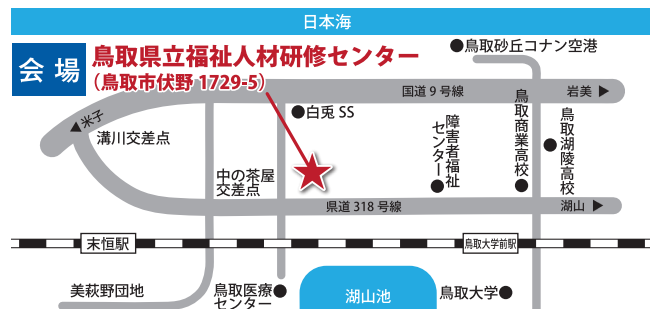 日本海
会場
鳥取県立福祉人材研修センター
（鳥取市伏野 1729-5）
鳥取砂丘コナン空港
国道 9 号線
岩美 ▶
◀米子
溝川交差点
白兎 SS
障害者福祉
センター
鳥取商業高校
鳥取湖陵高校
中の茶屋
交差点
県道 318 号線
湖山 ▶
末恒駅
鳥取大学前駅
美萩野団地
鳥取医療
センター
湖山池
鳥取大学